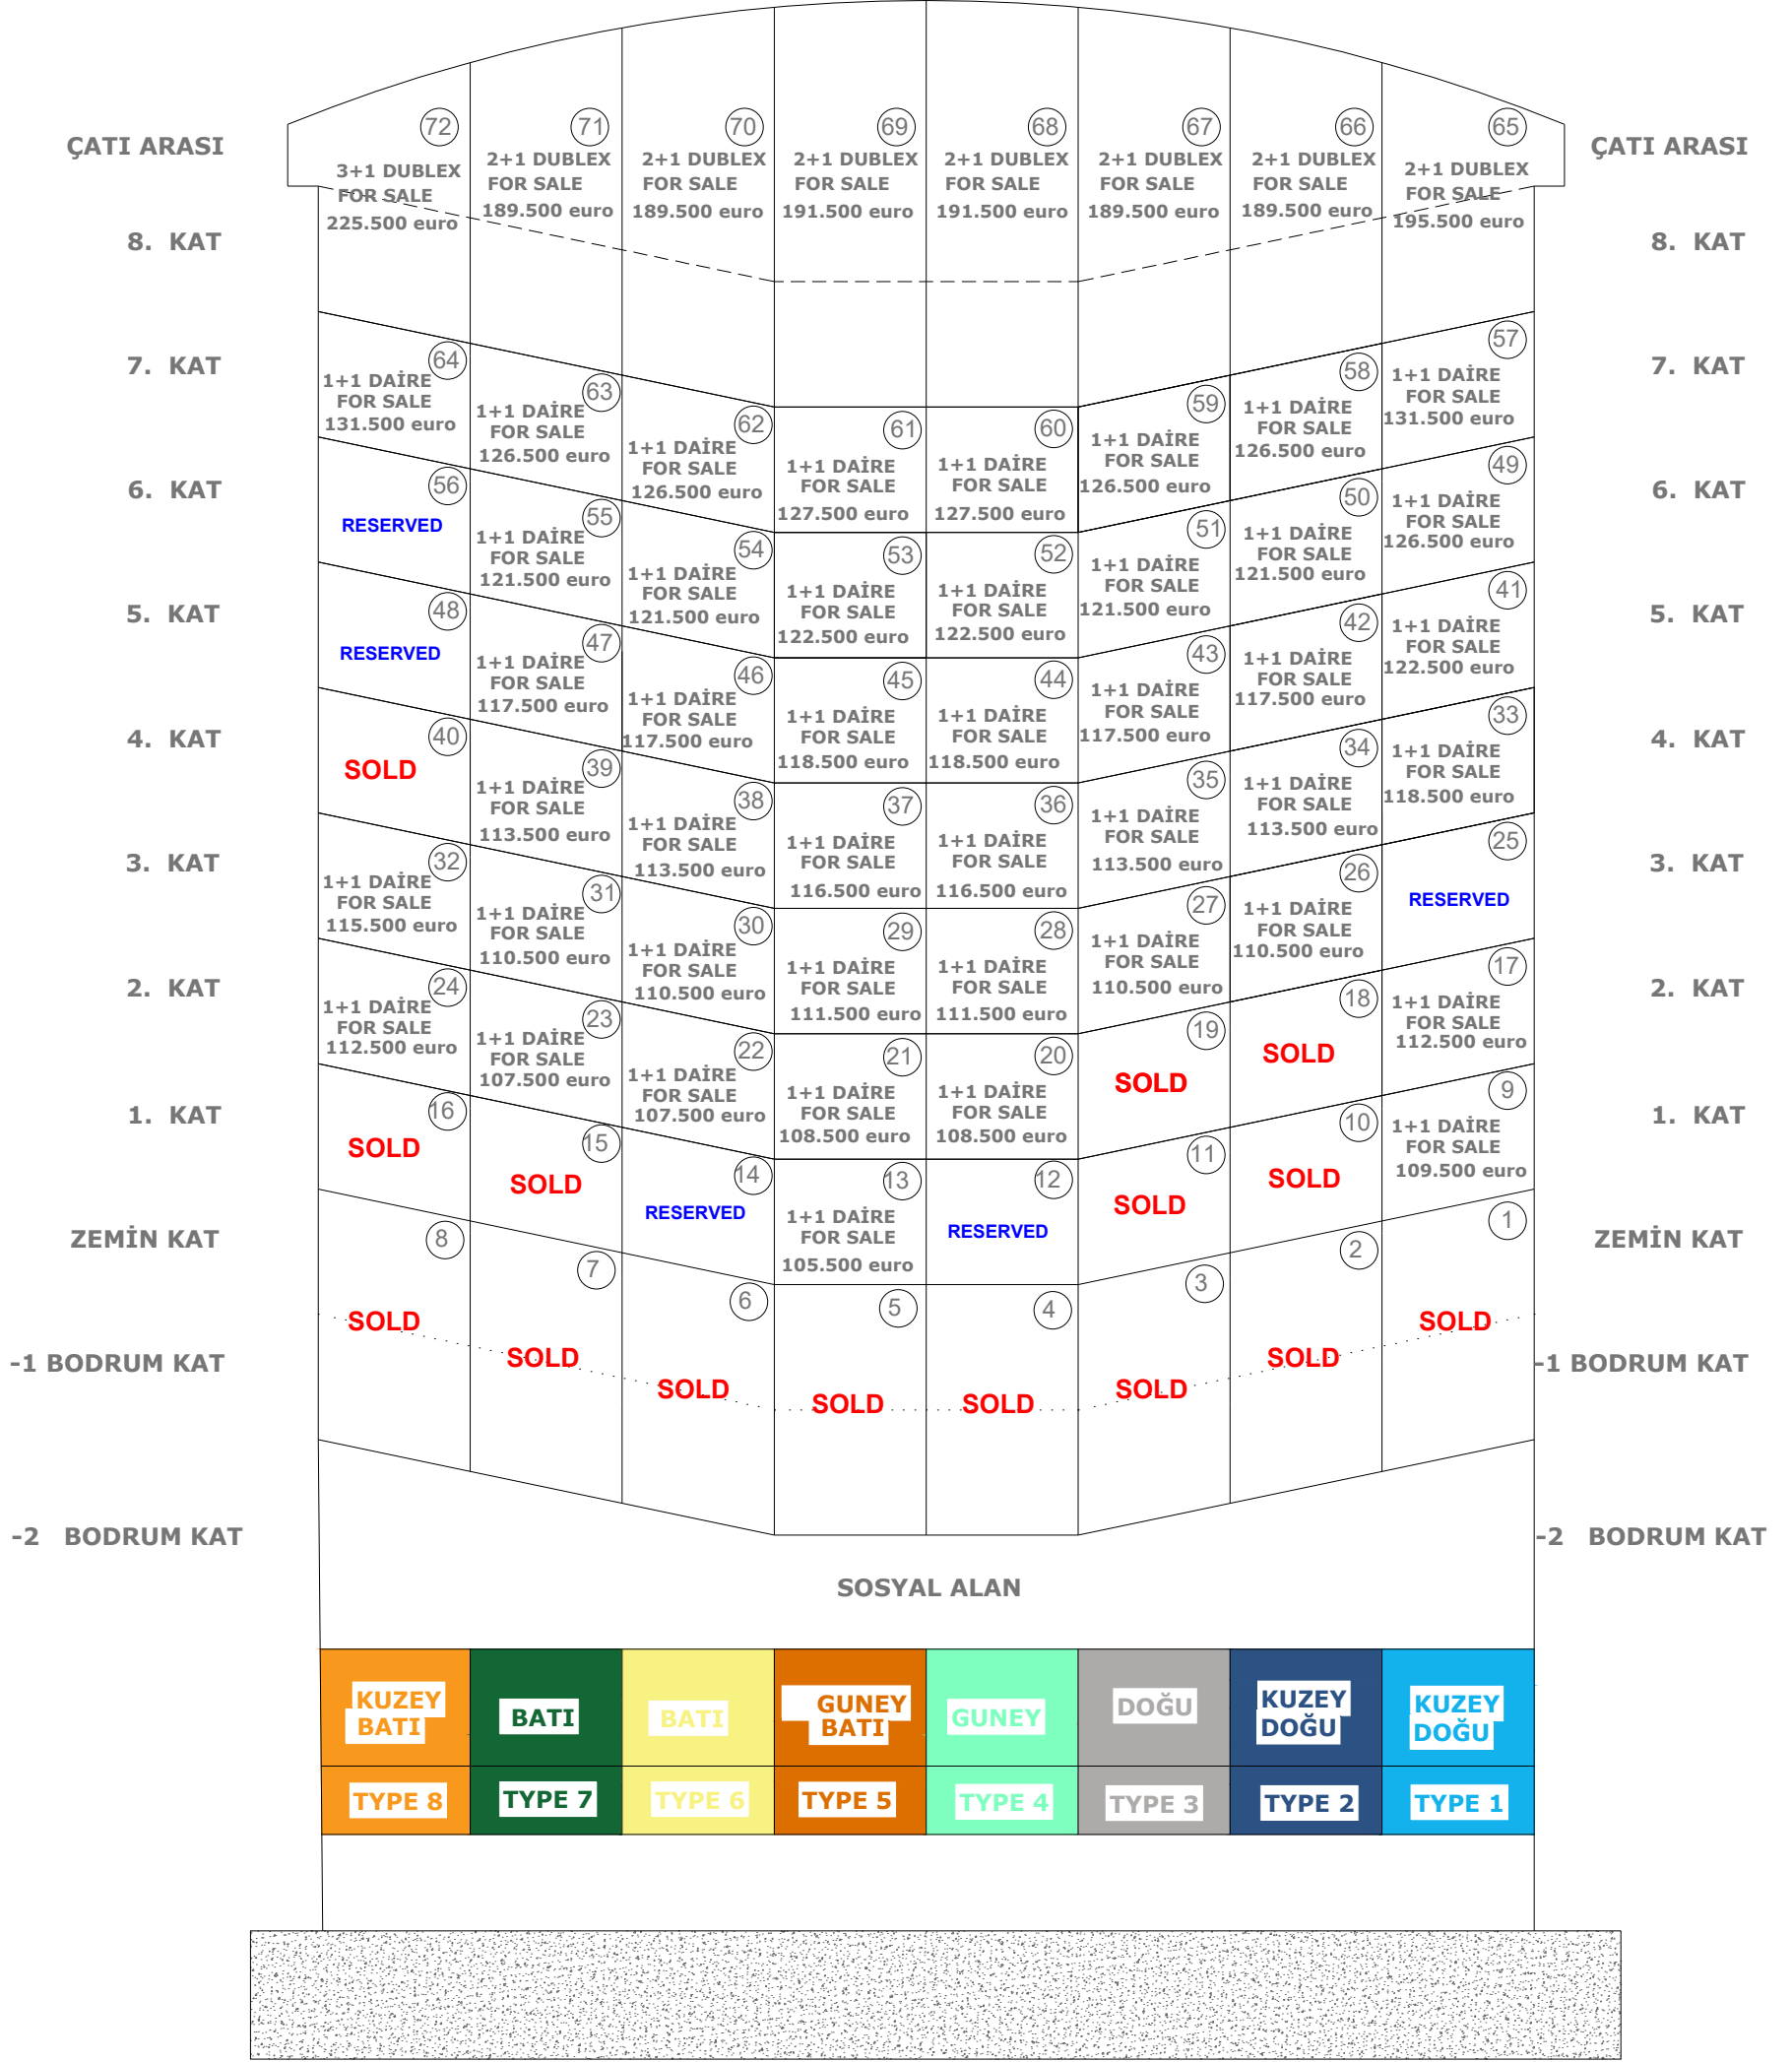 ÇATI ARASI
ÇATI ARASI
72
3+1 DUBLEX
FOR SALE
225.500 euro
71
2+1 DUBLEX
FOR SALE
189.500 euro
70
2+1 DUBLEX
FOR SALE
189.500 euro
69
2+1 DUBLEX
FOR SALE
191.500 euro
68
2+1 DUBLEX
FOR SALE
191.500 euro
67
2+1 DUBLEX
FOR SALE
189.500 euro
66
2+1 DUBLEX
FOR SALE
189.500 euro
65
2+1 DUBLEX
FOR SALE
195.500 euro
8. KAT
8. KAT
7. KAT
7. KAT
64
1+1 DAİRE
FOR SALE
131.500 euro
63
1+1 DAİRE
FOR SALE
126.500 euro
62
1+1 DAİRE
FOR SALE
126.500 euro
61
1+1 DAİRE
FOR SALE
127.500 euro
60
1+1 DAİRE
FOR SALE
127.500 euro
59
1+1 DAİRE
FOR SALE
126.500 euro
58
1+1 DAİRE
FOR SALE
126.500 euro
57
1+1 DAİRE
FOR SALE
131.500 euro
6. KAT
6. KAT
56
RESERVED
55
1+1 DAİRE
FOR SALE
121.500 euro
54
1+1 DAİRE
FOR SALE
121.500 euro
53
1+1 DAİRE
FOR SALE
122.500 euro
52
1+1 DAİRE
FOR SALE
122.500 euro
51
1+1 DAİRE
FOR SALE
121.500 euro
50
1+1 DAİRE
FOR SALE
121.500 euro
49
1+1 DAİRE
FOR SALE
126.500 euro
5. KAT
5. KAT
48
RESERVED
47
1+1 DAİRE
FOR SALE
117.500 euro
46
1+1 DAİRE
FOR SALE
117.500 euro
45
1+1 DAİRE
FOR SALE
118.500 euro
44
1+1 DAİRE
FOR SALE
118.500 euro
43
1+1 DAİRE
FOR SALE
117.500 euro
42
1+1 DAİRE
FOR SALE
117.500 euro
41
1+1 DAİRE
FOR SALE
122.500 euro
4. KAT
4. KAT
40
SOLD
39
1+1 DAİRE
FOR SALE
113.500 euro
38
1+1 DAİRE
FOR SALE
113.500 euro
37
1+1 DAİRE
FOR SALE
116.500 euro
36
1+1 DAİRE
FOR SALE
116.500 euro
35
1+1 DAİRE
FOR SALE
113.500 euro
34
1+1 DAİRE
FOR SALE
113.500 euro
33
1+1 DAİRE
FOR SALE
118.500 euro
3. KAT
3. KAT
32
1+1 DAİRE
FOR SALE
115.500 euro
31
1+1 DAİRE
FOR SALE
110.500 euro
30
1+1 DAİRE
FOR SALE
110.500 euro
29
1+1 DAİRE
FOR SALE
111.500 euro
28
1+1 DAİRE
FOR SALE
111.500 euro
27
1+1 DAİRE
FOR SALE
110.500 euro
26
1+1 DAİRE
FOR SALE
110.500 euro
25
RESERVED
2. KAT
2. KAT
24
1+1 DAİRE
FOR SALE
112.500 euro
23
1+1 DAİRE
FOR SALE
107.500 euro
22
1+1 DAİRE
FOR SALE
107.500 euro
21
1+1 DAİRE
FOR SALE
108.500 euro
20
1+1 DAİRE
FOR SALE
108.500 euro
19
SOLD
18
SOLD
17
1+1 DAİRE
FOR SALE
112.500 euro
1. KAT
1. KAT
16
SOLD
15
SOLD
14
RESERVED
13
1+1 DAİRE
FOR SALE
105.500 euro
12
RESERVED
11
SOLD
10
SOLD
9
1+1 DAİRE
FOR SALE
109.500 euro
ZEMİN KAT
ZEMİN KAT
8
SOLD
7
SOLD
6
SOLD
5
SOLD
4
SOLD
3
SOLD
2
SOLD
1
SOLD
-1 BODRUM KAT
-1 BODRUM KAT
-2 BODRUM KAT
-2 BODRUM KAT
SOSYAL ALAN
KUZEY
BATI
BATI
BATI
GUNEY
BATI
GUNEY
DOĞU
KUZEY
DOĞU
KUZEY
DOĞU
TYPE 8
TYPE 7
TYPE 6
TYPE 5
TYPE 4
TYPE 3
TYPE 2
TYPE 1